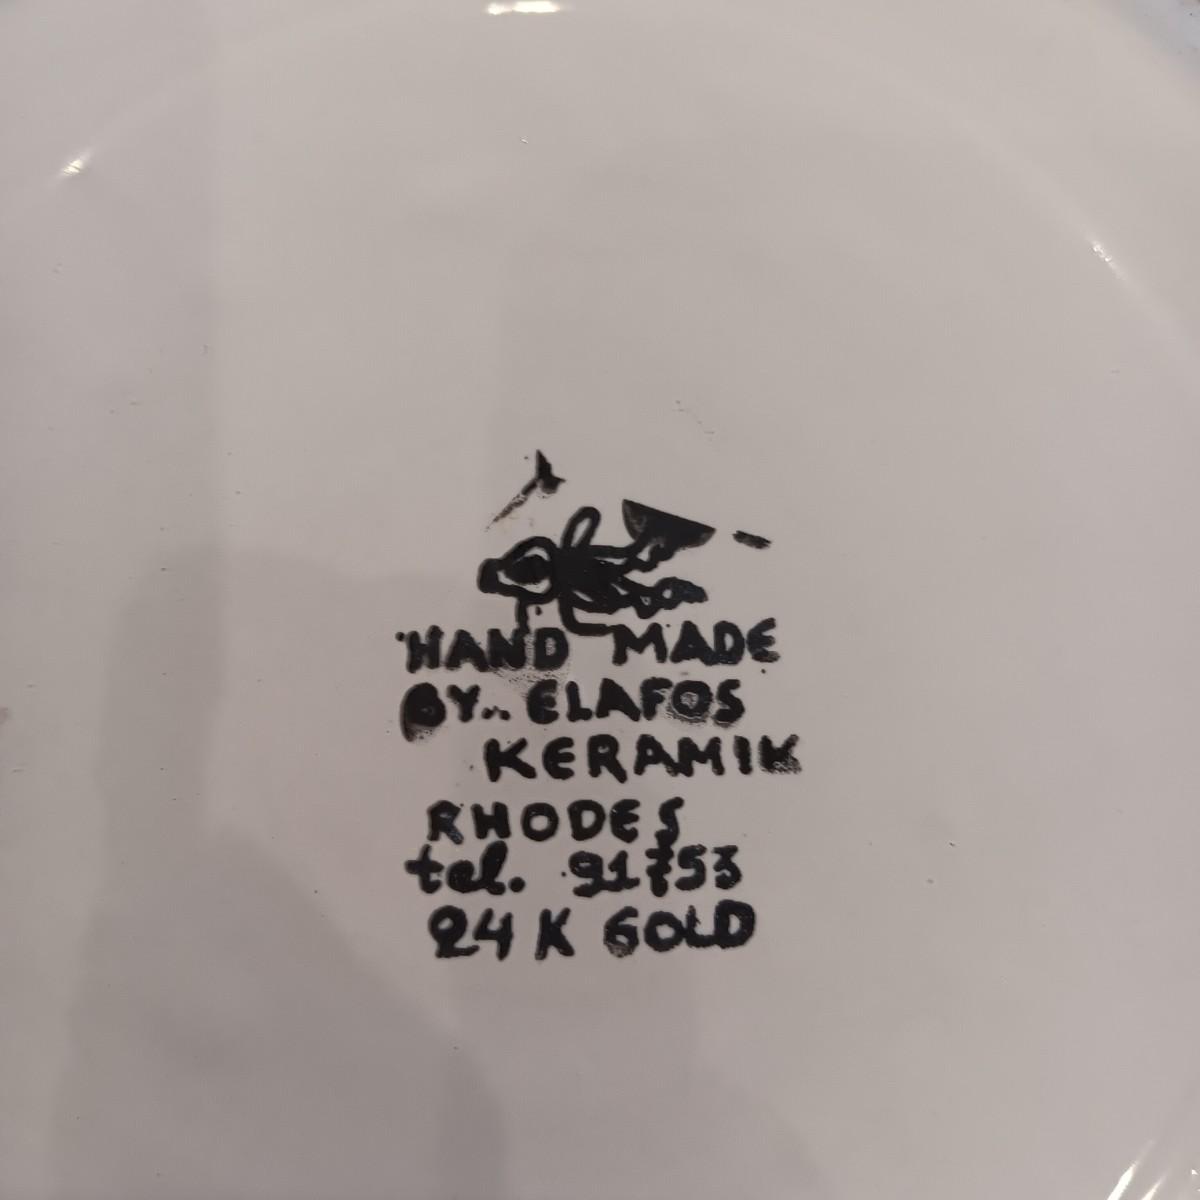 HAND MADE
BY.. ELAFOS
KERAMIK
RHODES
tel. 91753
24 K GOLD